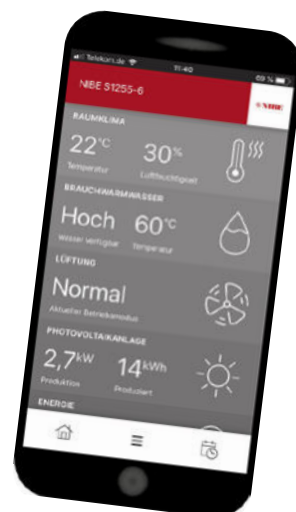 Telekom.de 11:40 69 %
NIBE S1255-6
NIBE
RAUMKLIMA
22°C 30%
Temperatur Luftfeuchtigkeit
BRAUCHWARMWASSER
Hoch 60°C
Wasser verfügbar Temperatur
LÜFTUNG
Normal
Aktueller Betriebsmodus
PHOTOVOLTAIKANLAGE
2,7kW 14kWh
Produktion Produziert
ENERGIE